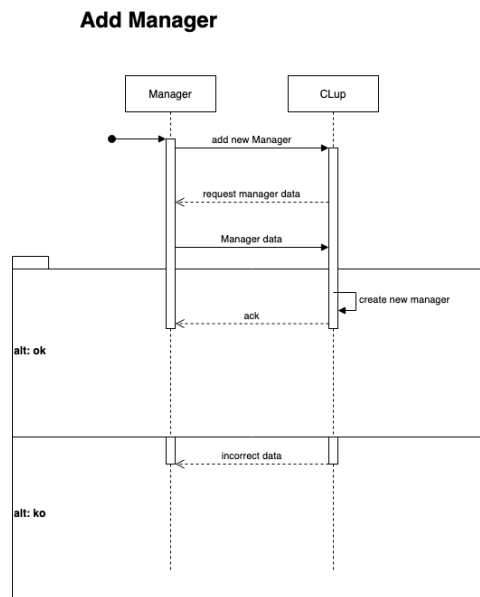 Add Manager
Manager
CLup
add new Manager
request manager data
Manager data
create new manager
ack
alt: ok
incorrect data
alt: ko